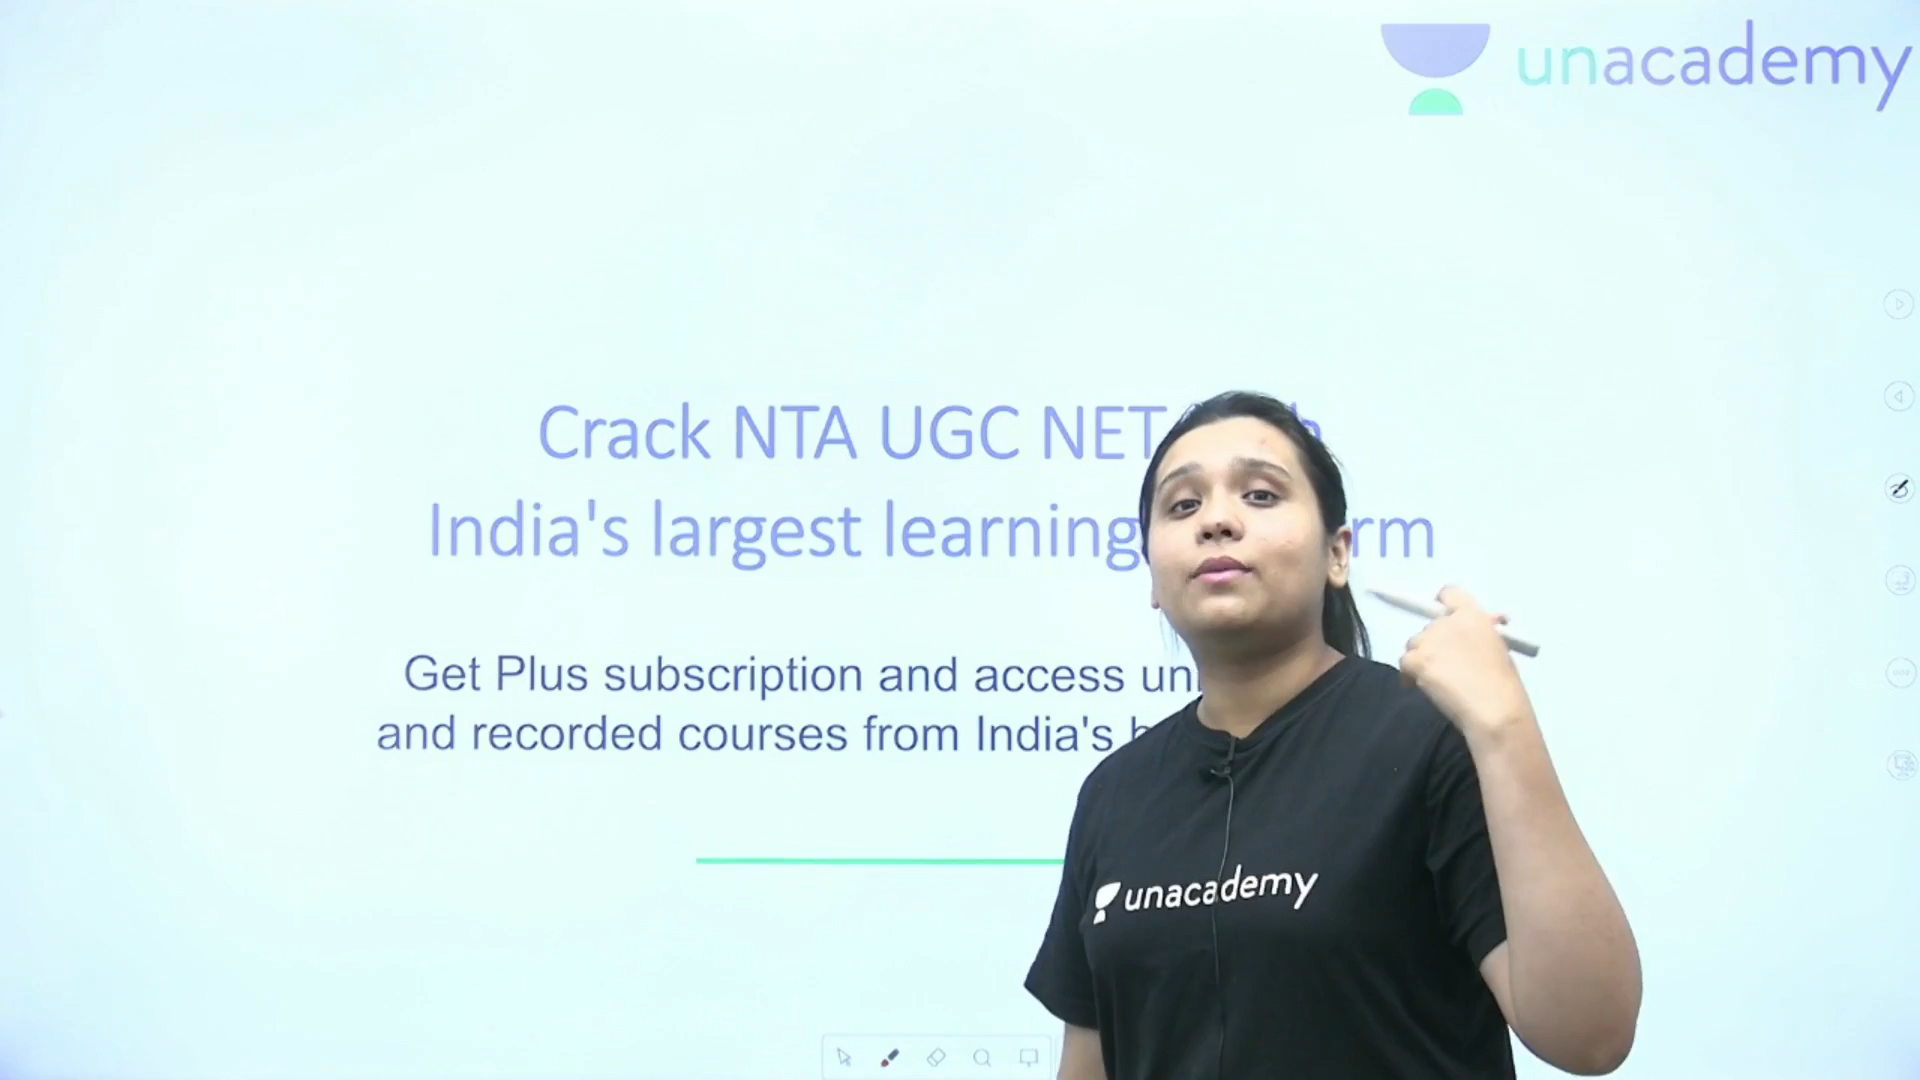 unacademy
Crack NTA UGC NET
India's largest learning
Get Plus subscription and access
and recorded courses from India's
unacademy